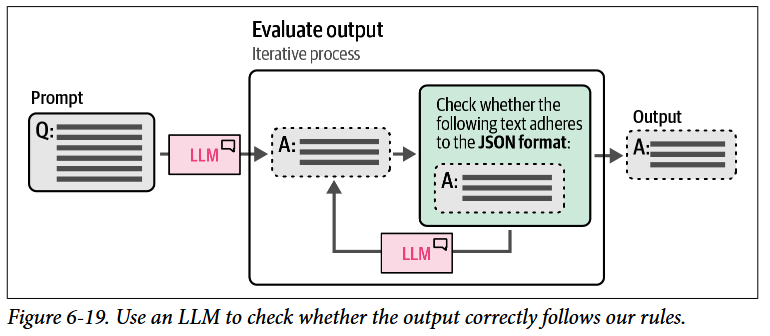 Evaluate output
Iterative process
Prompt
Q:
LLM
A:
Check whether the
following text adheres
to the JSON format:
A:
LLM
Output
A:
Figure 6-19. Use an LLM to check whether the output correctly follows our rules.